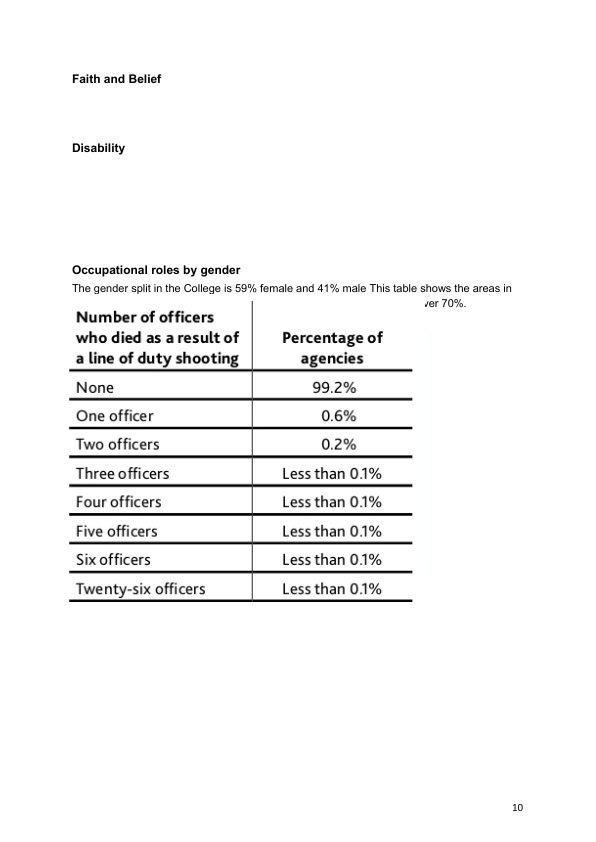 Faith and Belief
Disability
Occupational roles by gender
The gender split in the College is 59% female and 41% male This table shows the areas in
70%.
Number of officers
who died as a result of
a line of duty shooting
Percentage of
agencies
None 99.2%
One officer 0.6%
Two officers 0.2%
Three officers Less than 0.1%
Four officers Less than 0.1%
Five officers Less than 0.1%
Six officers Less than 0.1%
Twenty-six officers Less than 0.1%
10